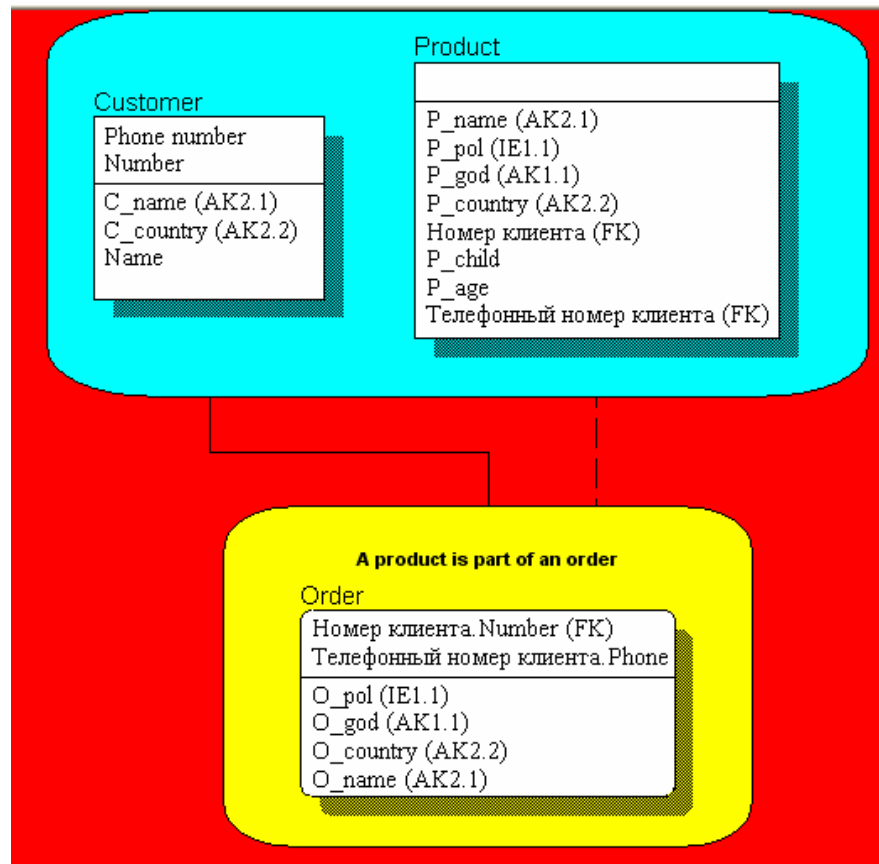 Product
P_name (AK2.1)
P_pol (IE1.1)
P_god (AK1.1)
P_country (AK2.2)
Номер клиента (FK)
P_child
P_age
Телефонный номер клиента (FK)
Customer
Phone number
Number
C_name (AK2.1)
C_country (AK2.2)
Name
A product is part of an order
Order
Номер клиента.Number (FK)
Телефонный номер клиента.Phone
O_pol (IE1.1)
O_god (AK1.1)
O_country (AK2.2)
O_name (AK2.1)